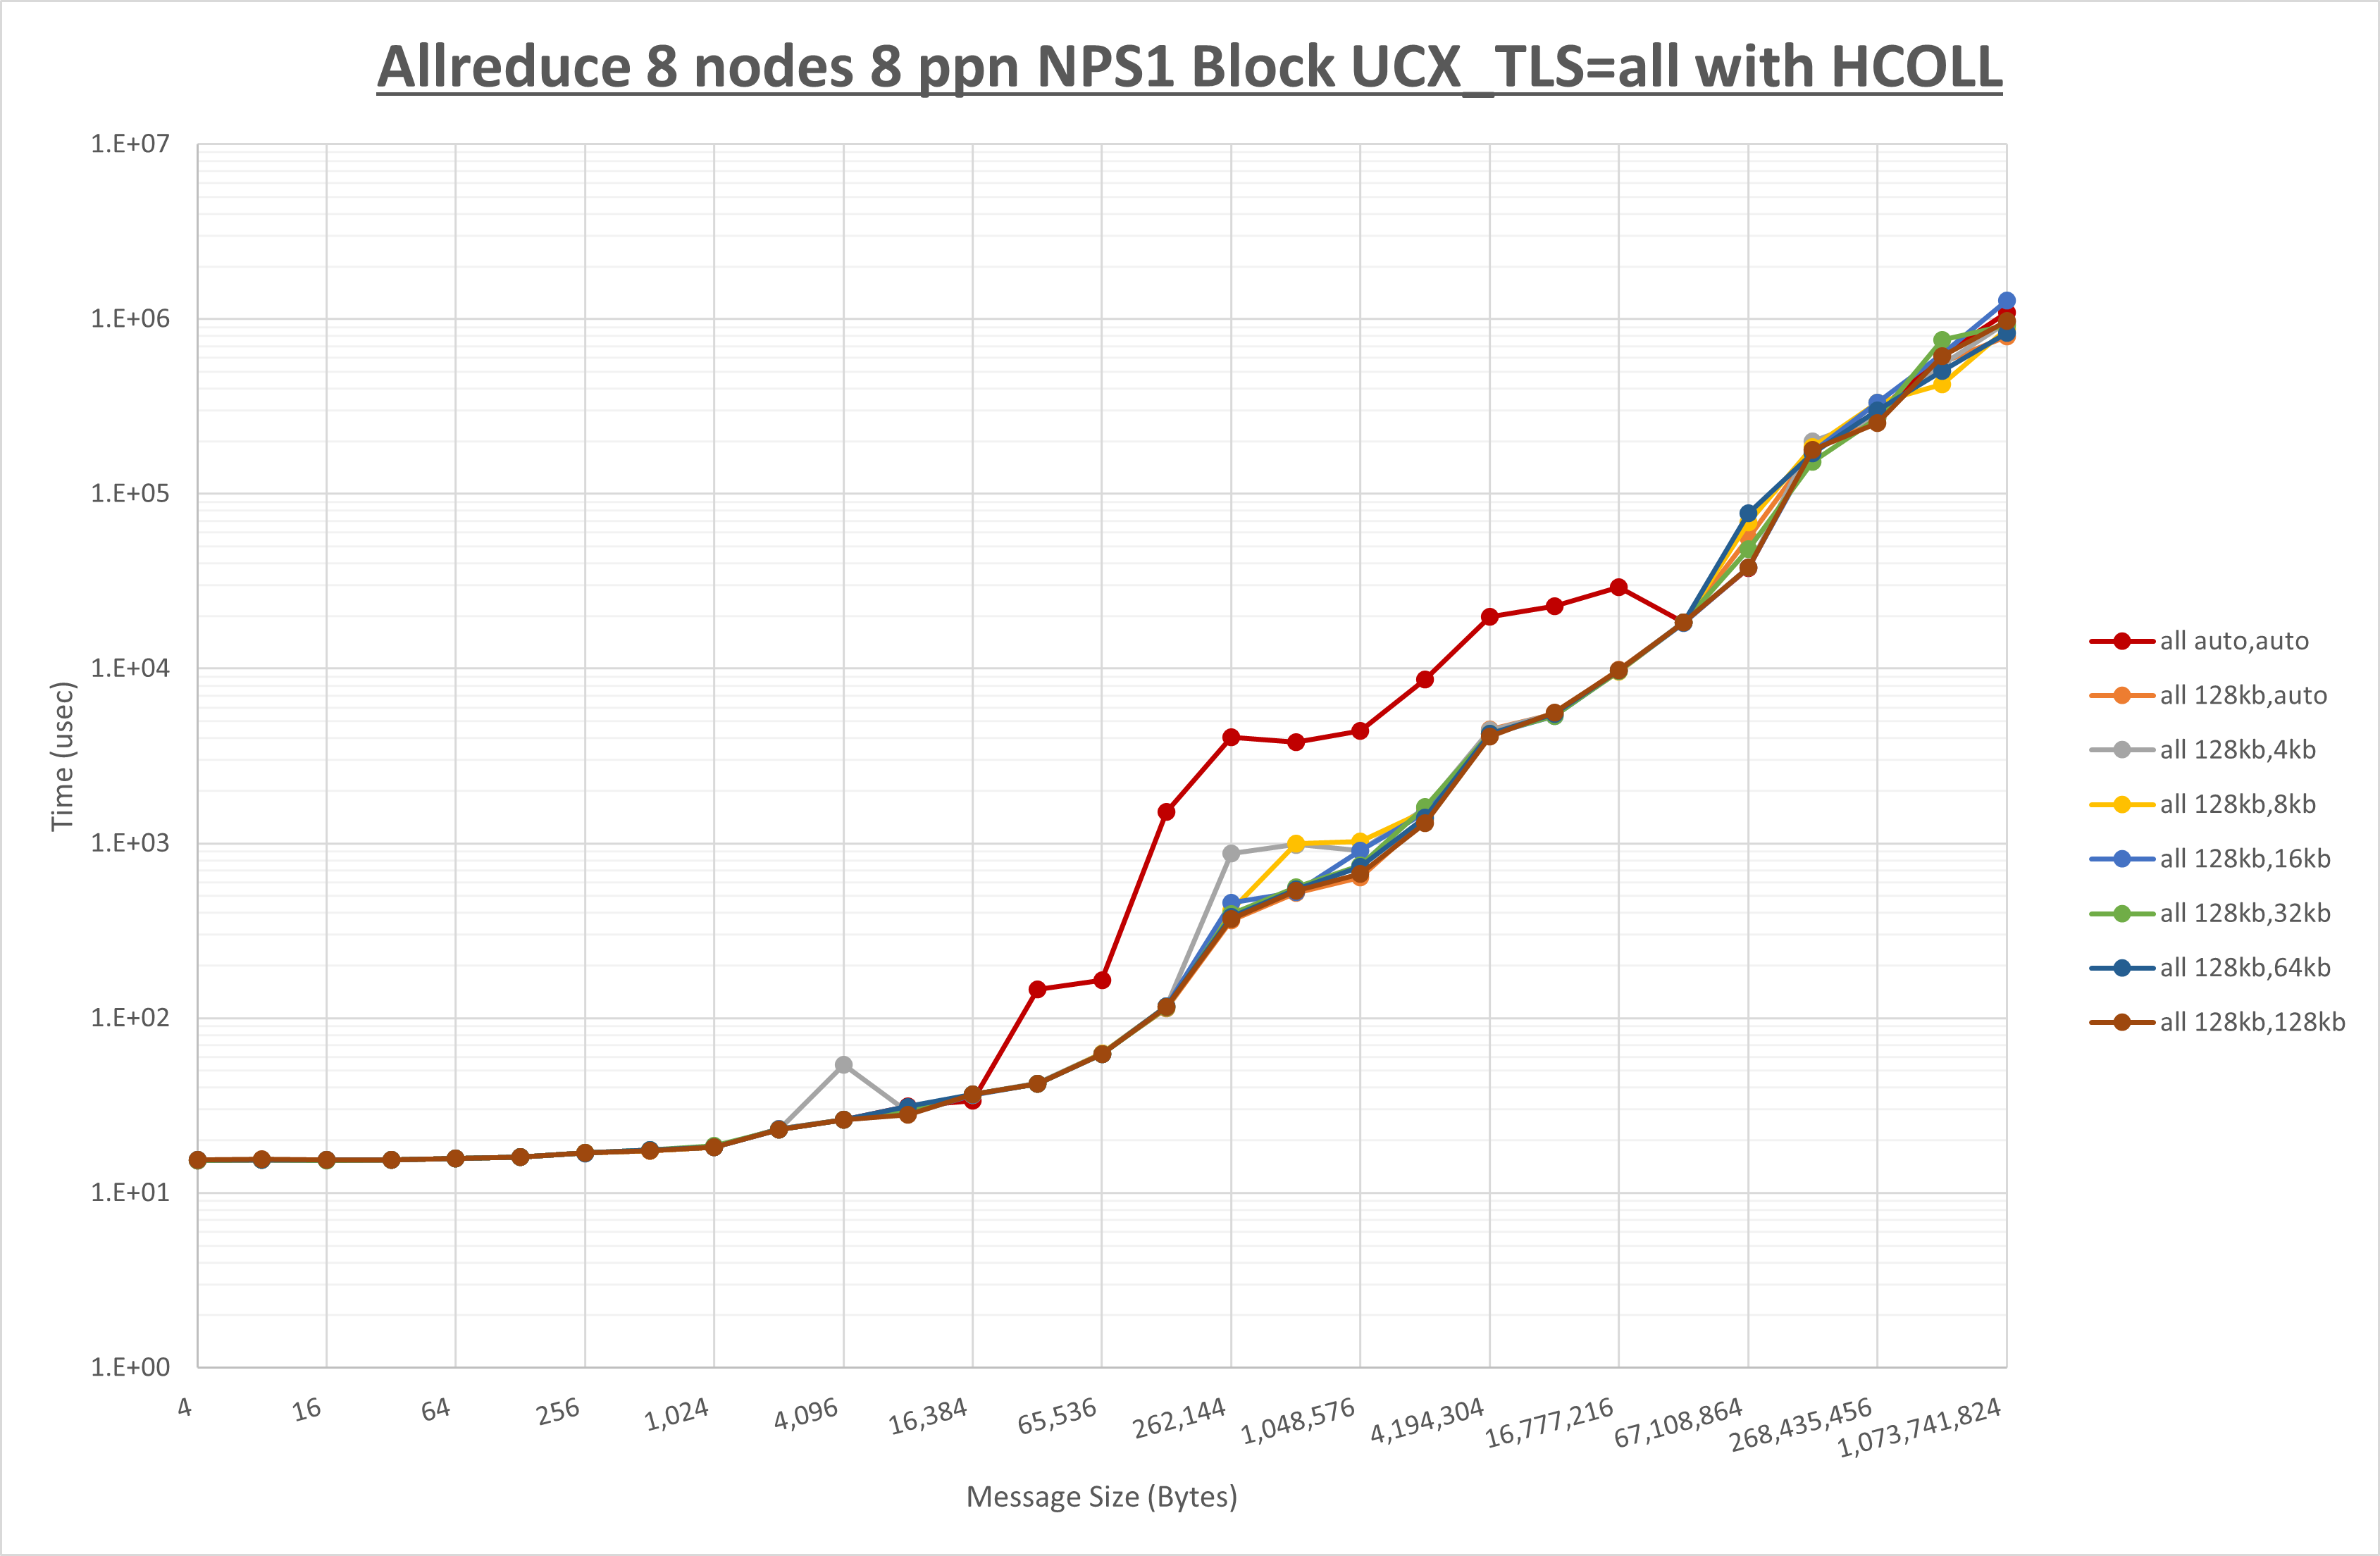 Allreduce 8 nodes 8 ppn NPS1 Block UCX_TLS=all with HCOLL
1.E+07
1.E+06
1.E+05
1.E+04
1.E+03
1.E+02
1.E+01
1.E+00
Time (usec)
4
16
64
256
1,024
4,096
16,384
65,536
262,144
1,048,576
4,194,304
16,777,216
67,108,864
268,435,456
1,073,741,824
Message Size (Bytes)
all auto,auto
all 128kb,auto
all 128kb,4kb
all 128kb,8kb
all 128kb,16kb
all 128kb,32kb
all 128kb,64kb
all 128kb,128kb